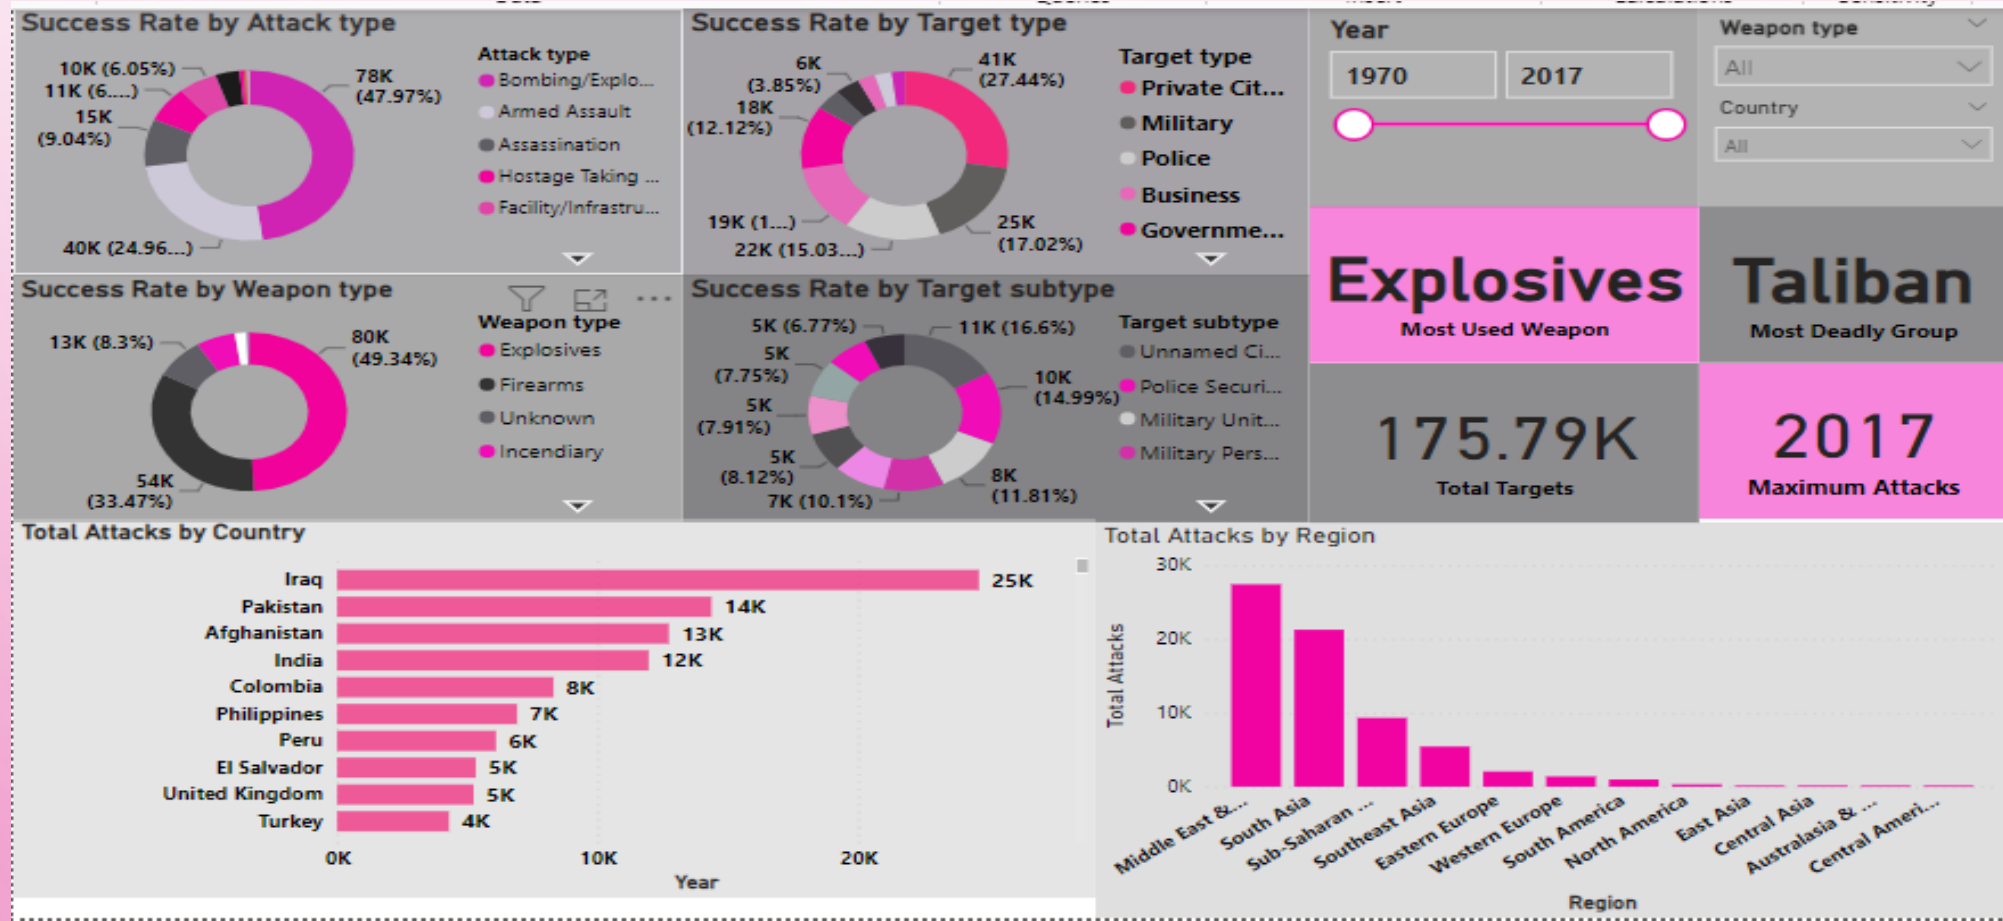 Success Rate by Attack type
10K (6.05%)
11K (6....)
15K
(9.04%)
78K
(47.97%)
40K (24.96...)
Attack type
Bombing/Explo...
Armed Assault
Assassination
Hostage Taking ...
Facility/Infrastru...
Success Rate by Target type
6K
(3.85%)
18K
(12.12%)
41K
(27.44%)
19K (1...)
22K (15.03...)
25K
(17.02%)
Target type
Private Cit...
Military
Police
Business
Governme...
Year
1970
2017
Weapon type
All
Country
All
Success Rate by Weapon type
13K (8.3%)
80K
(49.34%)
54K
(33.47%)
Weapon type
Explosives
Firearms
Unknown
Incendiary
Success Rate by Target subtype
5K (6.77%)
11K (16.6%)
5K
(7.75%)
10K
(14.99%)
5K
(7.91%)
5K
(8.12%)
8K
(11.81%)
7K (10.1%)
Target subtype
Unnamed Ci...
Police Securi...
Military Unit...
Military Pers...
Explosives
Most Used Weapon
Taliban
Most Deadly Group
175.79K
Total Targets
2017
Maximum Attacks
Total Attacks by Country
Iraq 25K
Pakistan 14K
Afghanistan 13K
India 12K
Colombia 8K
Philippines 7K
Peru 6K
El Salvador 5K
United Kingdom 5K
Turkey 4K
0K 10K 20K
Year
Total Attacks by Region
30K
20K
10K
0K
Total Attacks
Middle East &...
South Asia
Sub-Saharan ...
Southeast Asia
Eastern Europe
Western Europe
South America
North America
East Asia
Central Asia
Australasia & ...
Central Ameri...
Region